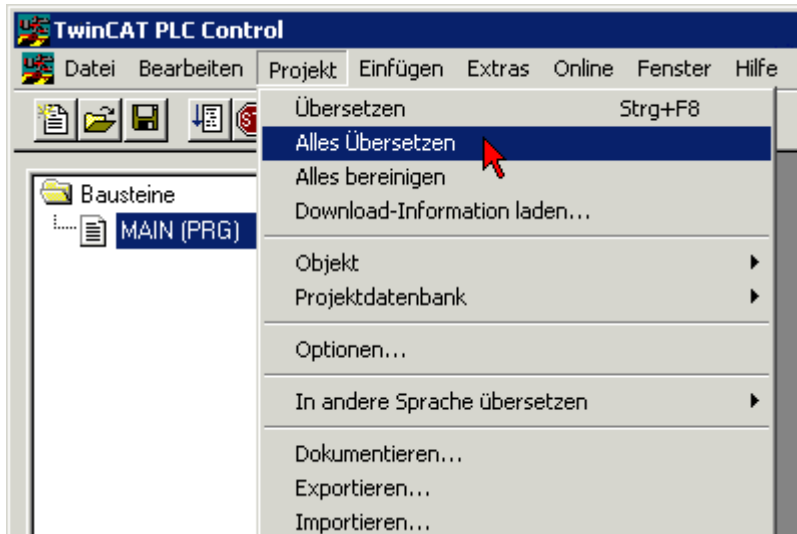 TwinCAT PLC Control
Datei Bearbeiten Projekt Einfügen Extras Online Fenster Hilfe
Übersetzen Strg+F8
Alles Übersetzen
Alles bereinigen
Download-Information laden...
Objekt
Projektdatenbank
Optionen...
In andere Sprache übersetzen
Dokumentieren...
Exportieren...
Importieren...
Bausteine
MAIN (PRG)